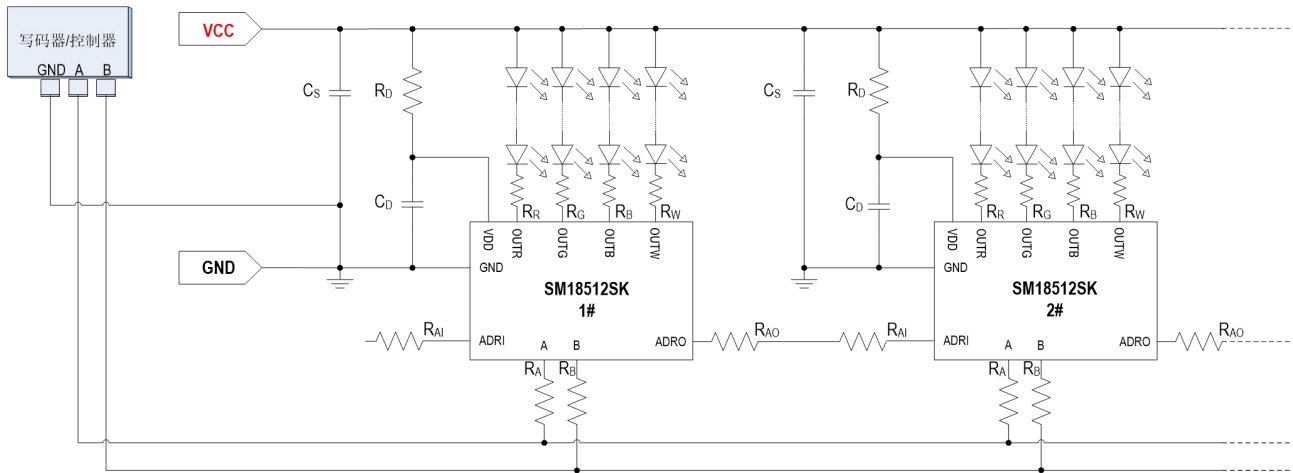 写码器/控制器
GND A B
VCC
GND
CS
RD
CD
RR
RG
RB
RW
VDD
OUTR
OUTG
OUTB
OUTW
GND
SM18512SK
1#
ADRI
A
B
ADRO
RAI
RAO
RA
RB
CS
RD
CD
RR
RG
RB
RW
VDD
OUTR
OUTG
OUTB
OUTW
GND
SM18512SK
2#
ADRI
A
B
ADRO
RAI
RAO
RA
RB